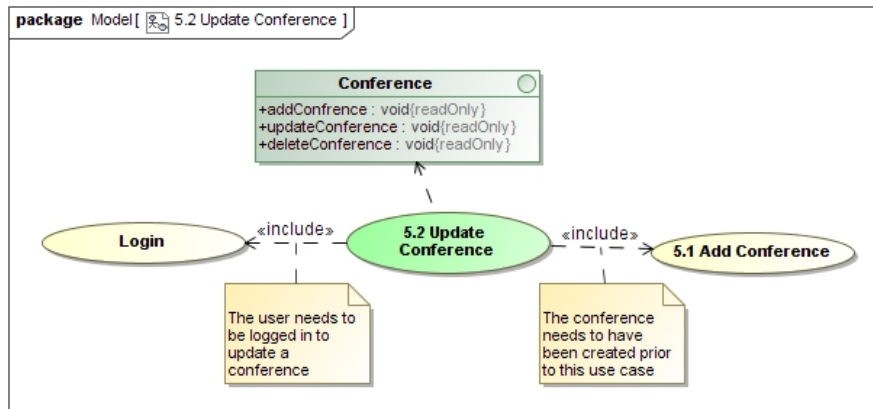 package Model[ 5.2 Update Conference ]
Conference
+addConfrence : void{readOnly}
+updateConference : void{readOnly}
+deleteConference : void{readOnly}
«include»
«include»
Login
5.2 Update
Conference
5.1 Add Conference
The user needs to
be logged in to
update a
conference
The conference
needs to have
been created prior
to this use case